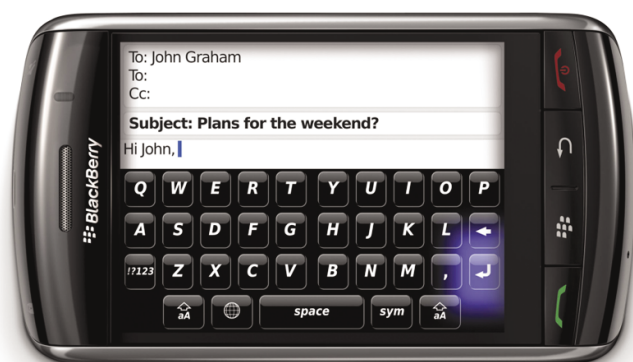 To: John Graham
To:
Cc:
Subject: Plans for the weekend?
Hi John,
BlackBerry
Q W E R T Y U I O P
A S D F G H J K L
!?123 Z X C V B N M ,
aA space sym aA